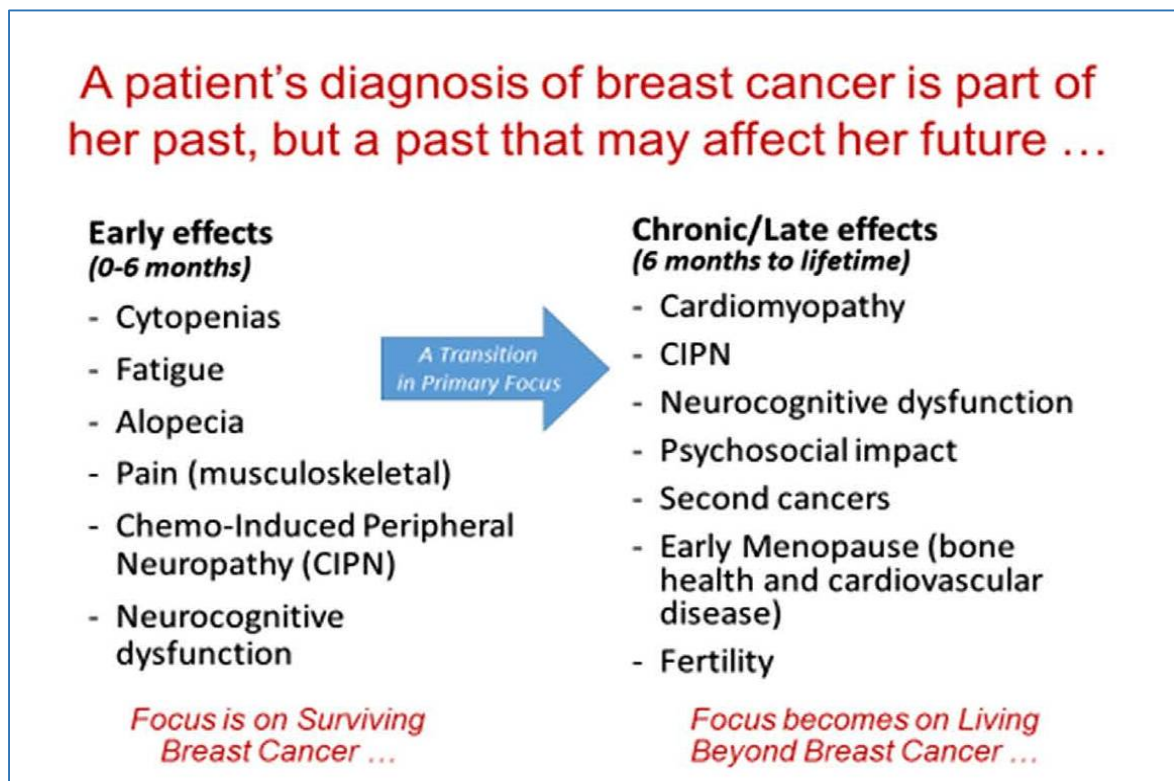 A patient’s diagnosis of breast cancer is part of
her past, but a past that may affect her future …
Early effects
(0-6 months)
- Cytopenias
- Fatigue
- Alopecia
- Pain (musculoskeletal)
- Chemo-Induced Peripheral
Neuropathy (CIPN)
- Neurocognitive
dysfunction
Focus is on Surviving
Breast Cancer …
A Transition
in Primary Focus
Chronic/Late effects
(6 months to lifetime)
- Cardiomyopathy
- CIPN
- Neurocognitive dysfunction
- Psychosocial impact
- Second cancers
- Early Menopause (bone
health and cardiovascular
disease)
- Fertility
Focus becomes on Living
Beyond Breast Cancer …